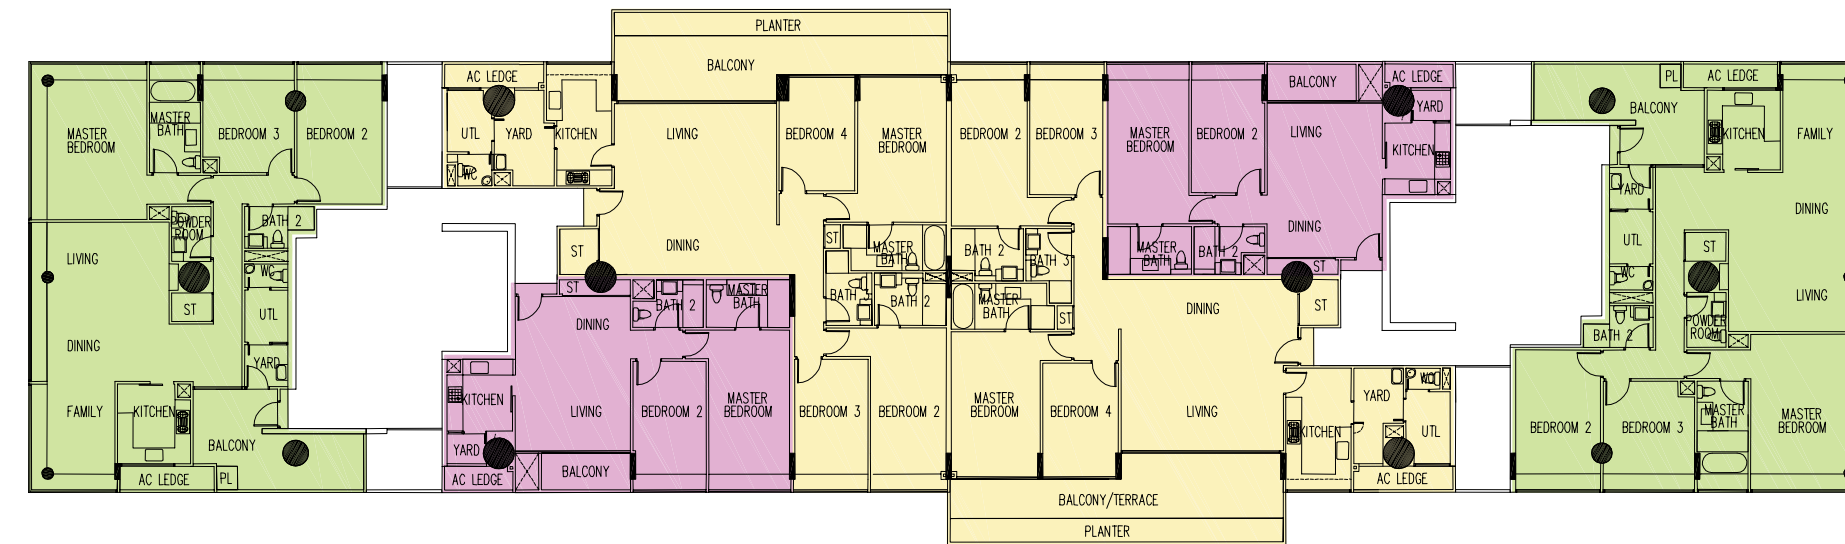 PLANTER
BALCONY
AC LEDGE
UTL
YARD
KITCHEN
WC
LIVING
DINING
ST
BEDROOM 4
MASTER
BEDROOM
ST
MASTER
BATH
BATH 3
BATH 2
BEDROOM 3
BEDROOM 2
MASTER
BEDROOM
MASTER
BATH
BEDROOM 3
BEDROOM 2
POWDER
ROOM
BATH 2
LIVING
WC
ST
UTL
DINING
YARD
FAMILY
KITCHEN
BALCONY
AC LEDGE
PL
ST
DINING
BATH 2
MASTER
BATH
KITCHEN
LIVING
BEDROOM 2
MASTER
BEDROOM
YARD
AC LEDGE
BALCONY
BEDROOM 2
BEDROOM 3
BATH 2
BATH 3
MASTER
BATH
ST
DINING
ST
MASTER
BEDROOM
BEDROOM 4
LIVING
KITCHEN
YARD
WC
UTL
AC LEDGE
BALCONY/TERRACE
PLANTER
BALCONY
AC LEDGE
MASTER
BEDROOM
BEDROOM 2
LIVING
YARD
KITCHEN
DINING
MASTER
BATH
BATH 2
ST
BALCONY
PL
AC LEDGE
KITCHEN
FAMILY
YARD
DINING
UTL
ST
WC
LIVING
BATH 2
POWDER
ROOM
BEDROOM 2
BEDROOM 3
MASTER
BATH
MASTER
BEDROOM